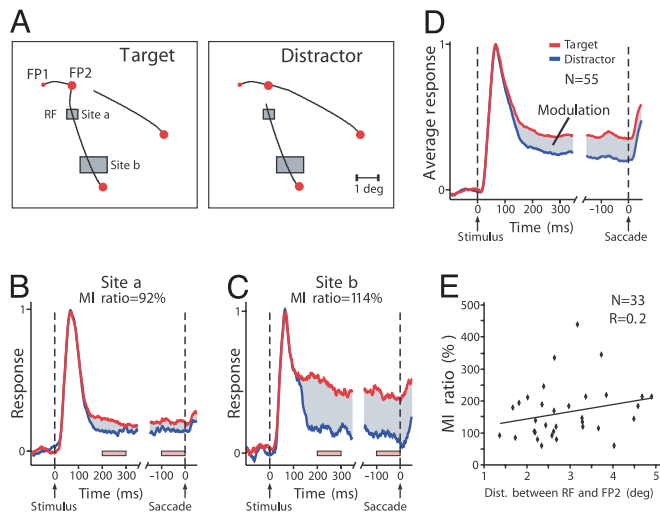 A
Target
Distractor
FP1
FP2
RF
Site a
Site b
1 deg
D
Target
Distractor
N=55
Modulation
Average response
1
0
0
100
300
−100
0
Stimulus
Time (ms)
Saccade
B
Site a
MI ratio=92%
Response
1
0
0
100
200
300
−100
0
Stimulus
Time (ms)
Saccade
C
Site b
MI ratio=114%
1
0
0
100
200
300
−100
0
Stimulus
Time (ms)
Saccade
E
N=33
R=0.2
MI ratio (%)
500
400
300
200
100
0
1
2
3
4
5
Dist. between RF and FP2 (deg)